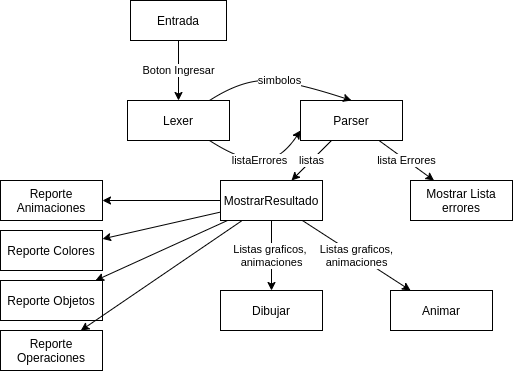 Entrada
Boton Ingresar
simbolos
Lexer
Parser
listaErrores
listas
lista Errores
Reporte
Animaciones
MostrarResultado
Mostrar Lista
errores
Reporte Colores
Listas graficos,
animaciones
Listas graficos,
animaciones
Reporte Objetos
Dibujar
Animar
Reporte
Operaciones